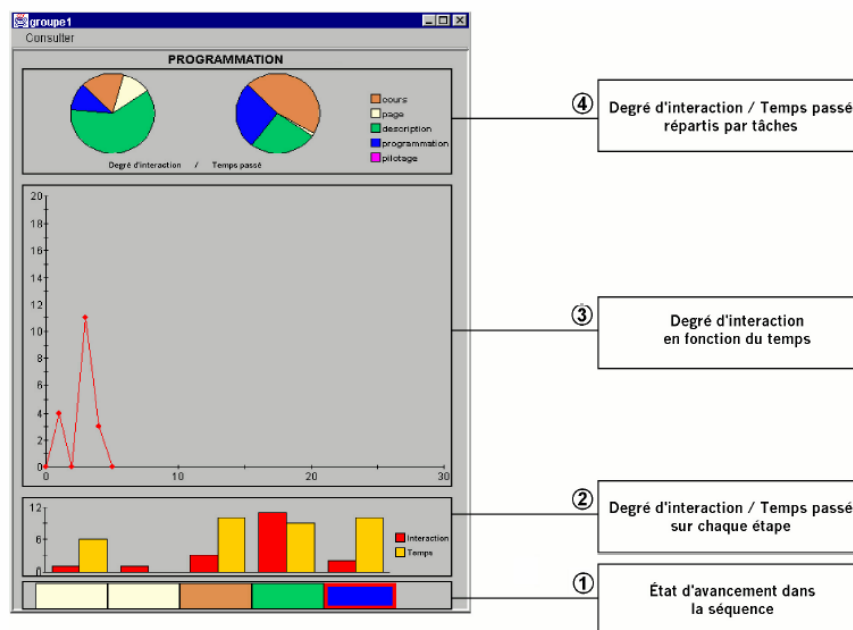 groupe1
Consulter
PROGRAMMATION
cours
page
description
programmation
pilotage
Degré d'interaction / Temps passé
20
18
16
14
12
10
8
6
4
2
0
0
10
20
30
12
6
0
Interaction
Temps
④
Degré d'interaction / Temps passé
répartis par tâches
③
Degré d'interaction
en fonction du temps
②
Degré d'interaction / Temps passé
sur chaque étape
①
État d'avancement dans
la séquence